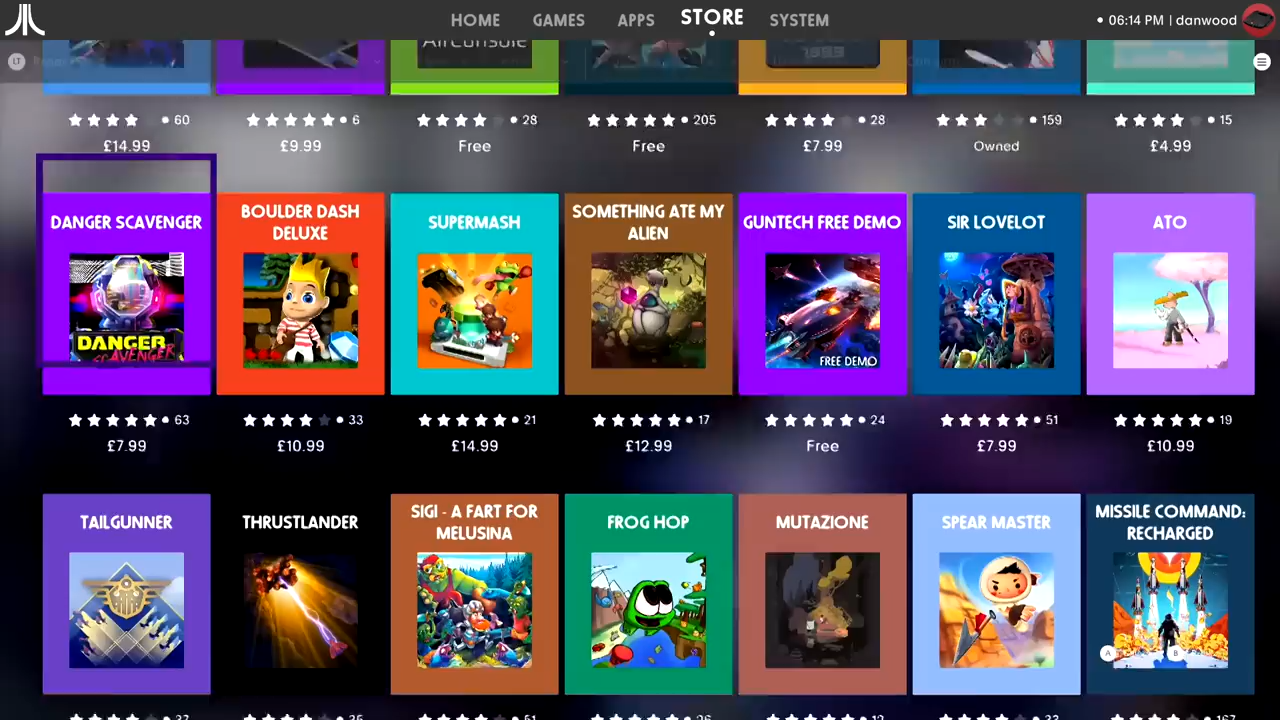 HOME GAMES APPS STORE SYSTEM
06:14 PM | danwood
LT
AirConsole
1993
60 6 28 205 28 159 15
£14.99 £9.99 Free Free £7.99 Owned £4.99
DANGER SCAVENGER
BOULDER DASH
DELUXE
SUPERMASH
SOMETHING ATE MY
ALIEN
GUNTECH FREE DEMO
SIR LOVELOT
ATO
DANGER
SCAVENGER
FREE DEMO
63 33 21 17 24 51 19
£7.99 £10.99 £14.99 £12.99 Free £7.99 £10.99
TAILGUNNER
THRUSTLANDER
SIGI - A FART FOR
MELUSINA
FROG HOP
MUTAZIONE
SPEAR MASTER
MISSILE COMMAND:
RECHARGED
A B